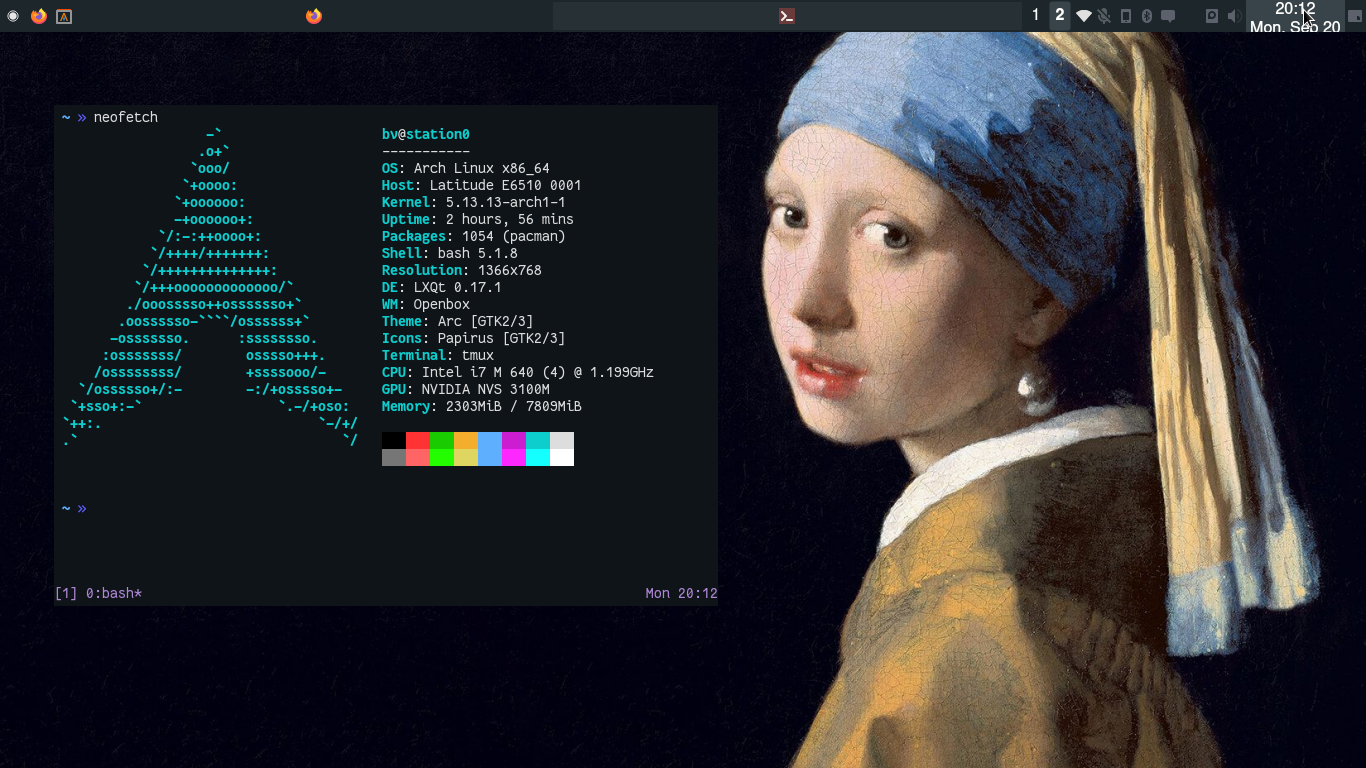 1 2 20:12
Mon, Sep 20
~ » neofetch
-` bv@station0
.o+` -----------
`ooo/ OS: Arch Linux x86_64
`+oooo: Host: Latitude E6510 0001
`+oooooo: Kernel: 5.13.13-arch1-1
-+oooooo+: Uptime: 2 hours, 56 mins
`/:-:++oooo+: Packages: 1054 (pacman)
`/++++/+++++++: Shell: bash 5.1.8
`/++++++++++++++: Resolution: 1366x768
`/+++ooooooooooooo/` DE: LXQt 0.17.1
./ooosssso++osssssso+` WM: Openbox
.oossssso-````/ossssss+` Theme: Arc [GTK2/3]
-osssssso. :ssssssso. Icons: Papirus [GTK2/3]
:osssssss/ osssso+++. Terminal: tmux
/ossssssss/ +ssssooo/- CPU: Intel i7 M 640 (4) @ 1.199GHz
`/ossssso+/:- -:/+osssso+- GPU: NVIDIA NVS 3100M
`+sso+:-` `.-/+oso: Memory: 2303MiB / 7809MiB
`++:. `-/+/
.` `/
~ »
[1] 0:bash* Mon 20:12